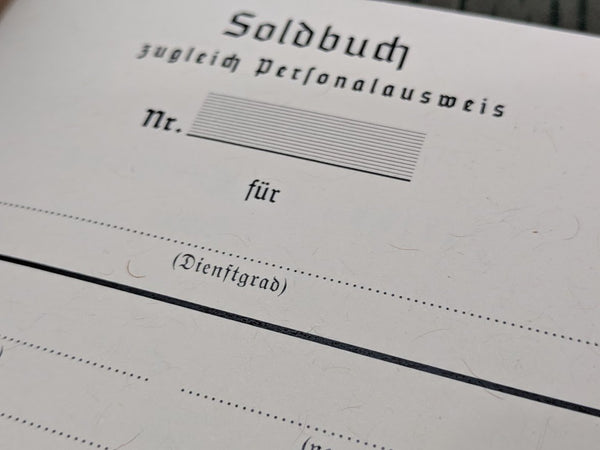 Soldbuch
zugleich Personalausweis
Nr.
für
(Dienstgrad)